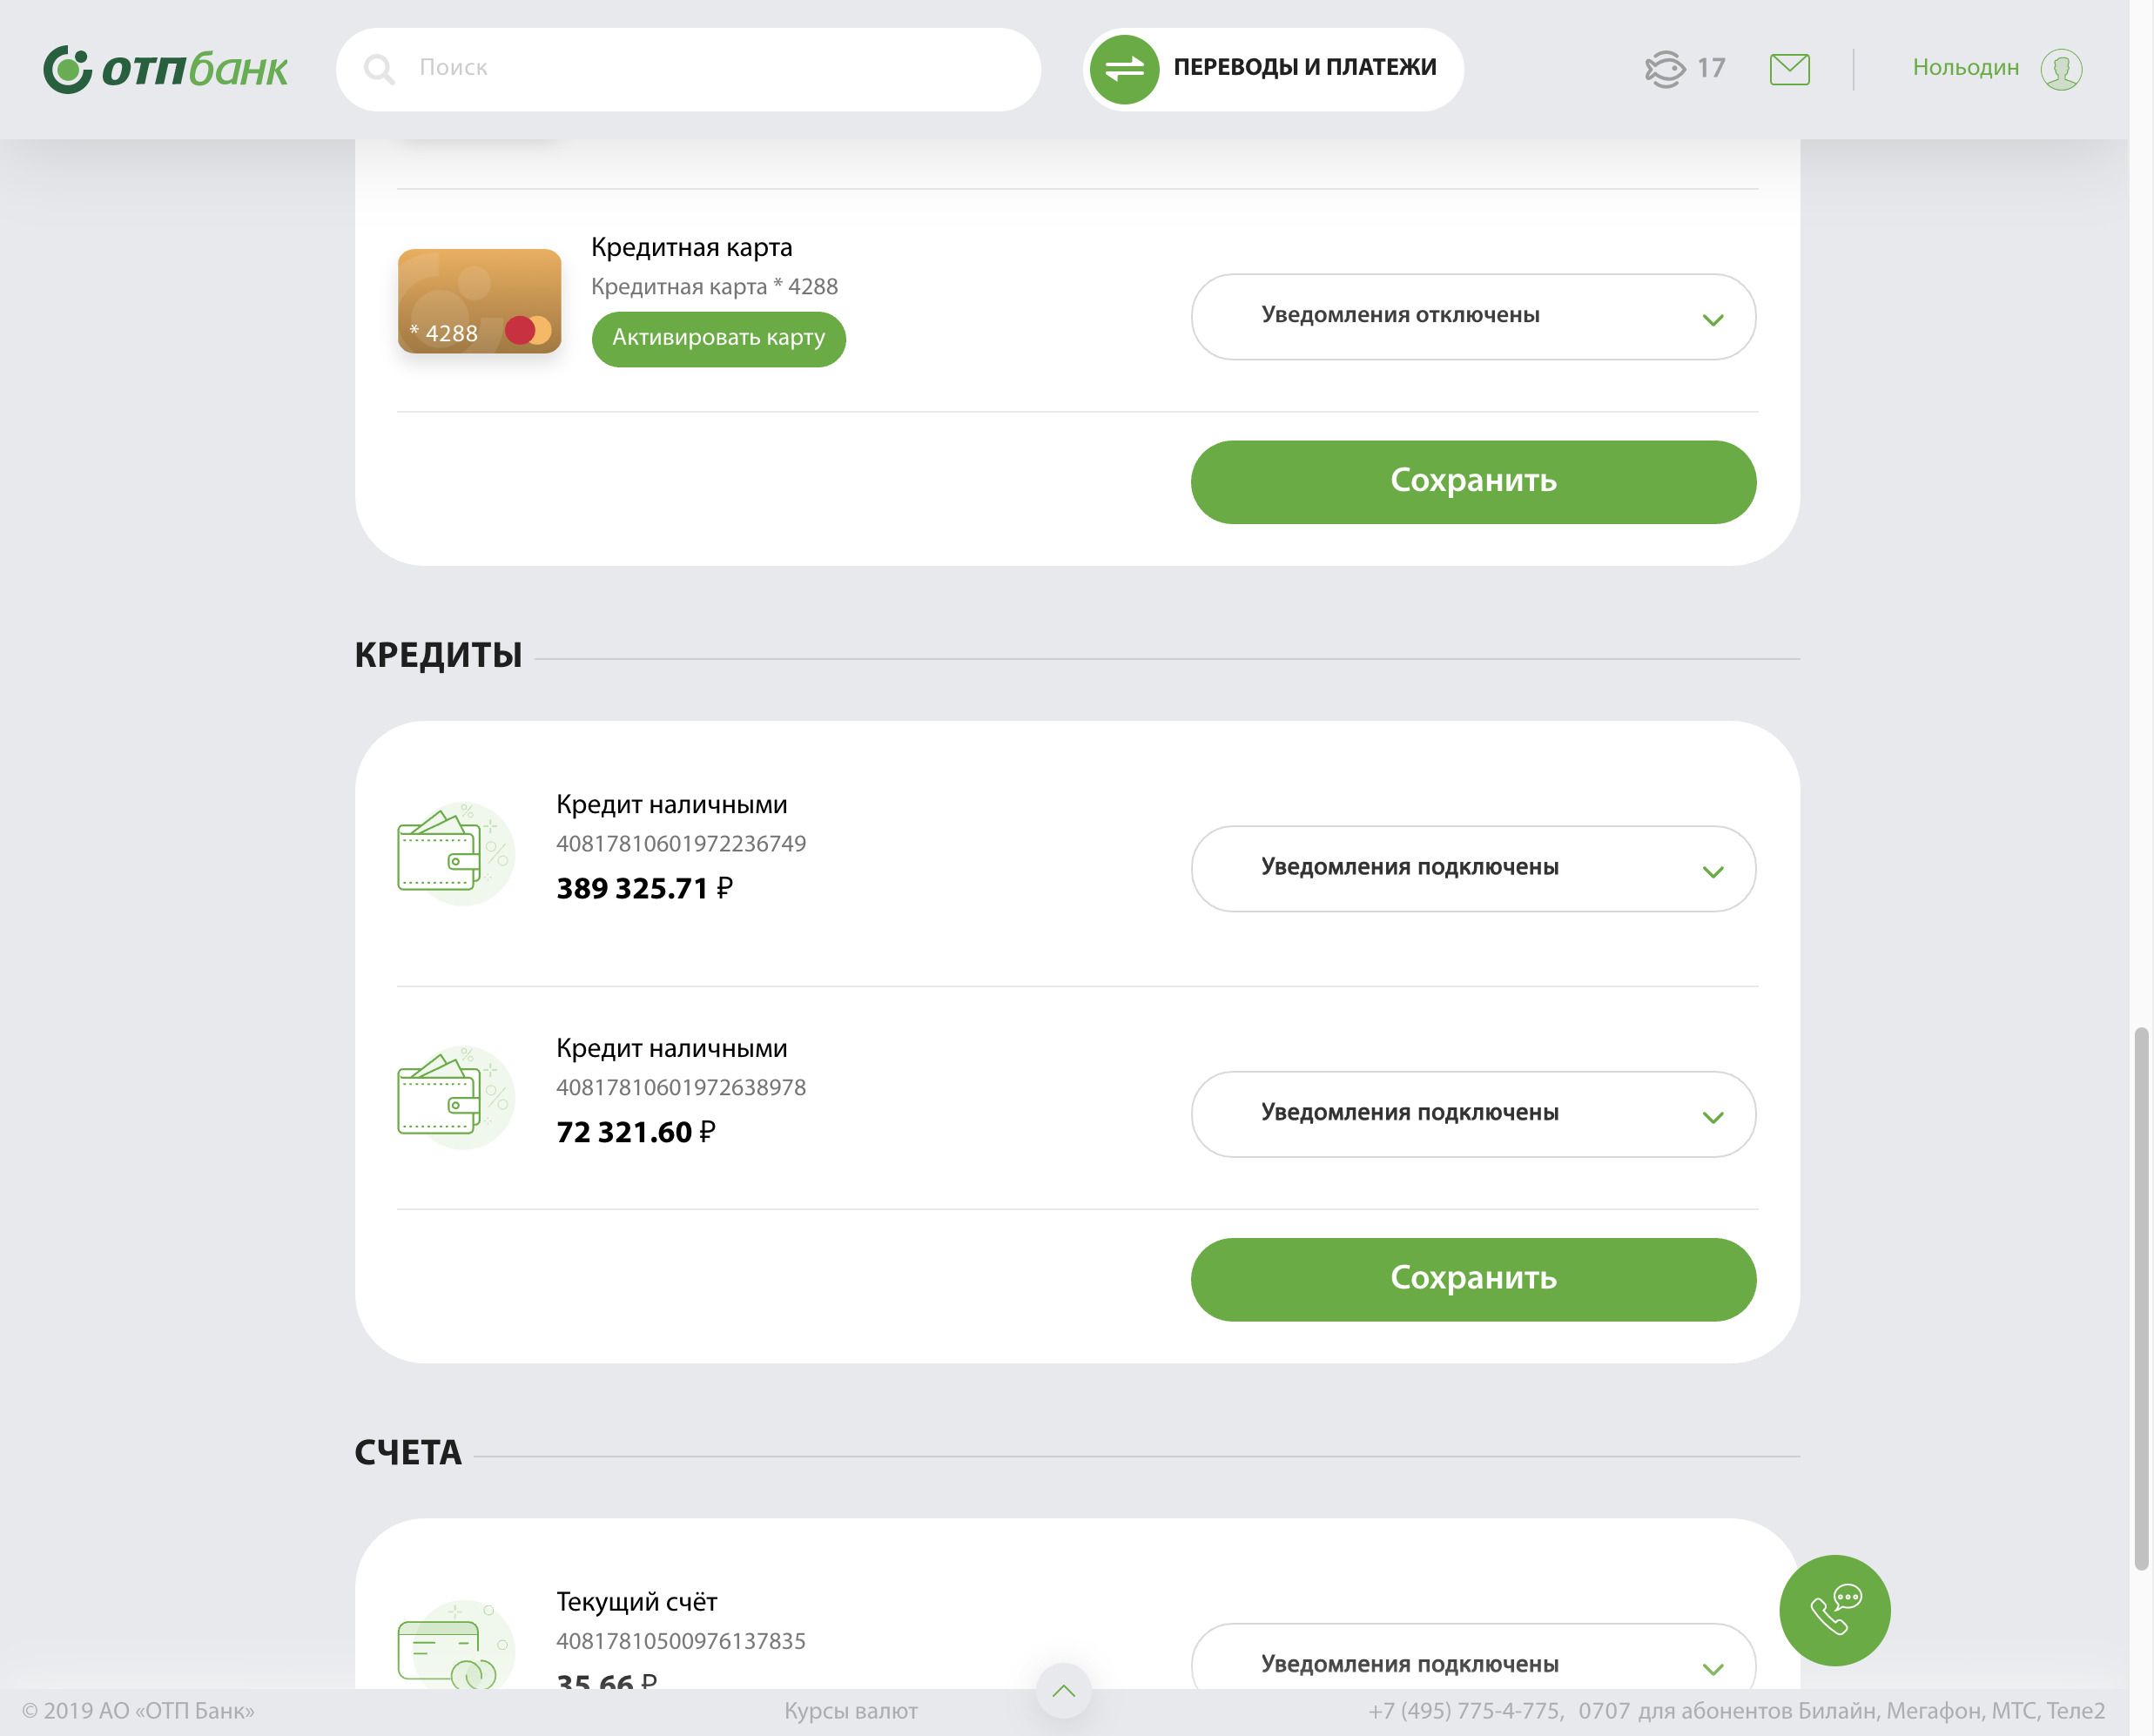 отпбанк
Поиск
ПЕРЕВОДЫ И ПЛАТЕЖИ
17
Нольодин
Кредитная карта
Кредитная карта * 4288
* 4288
Активировать карту
Уведомления отключены
Сохранить
КРЕДИТЫ
Кредит наличными
40817810601972236749
389 325.71 ₽
Уведомления подключены
Кредит наличными
40817810601972638978
72 321.60 ₽
Уведомления подключены
Сохранить
СЧЕТА
Текущий счёт
40817810500976137835
35.66 ₽
Уведомления подключены
© 2019 АО «ОТП Банк»
Курсы валют
+7 (495) 775-4-775, 0707 для абонентов Билайн, Мегафон, МТС, Теле2